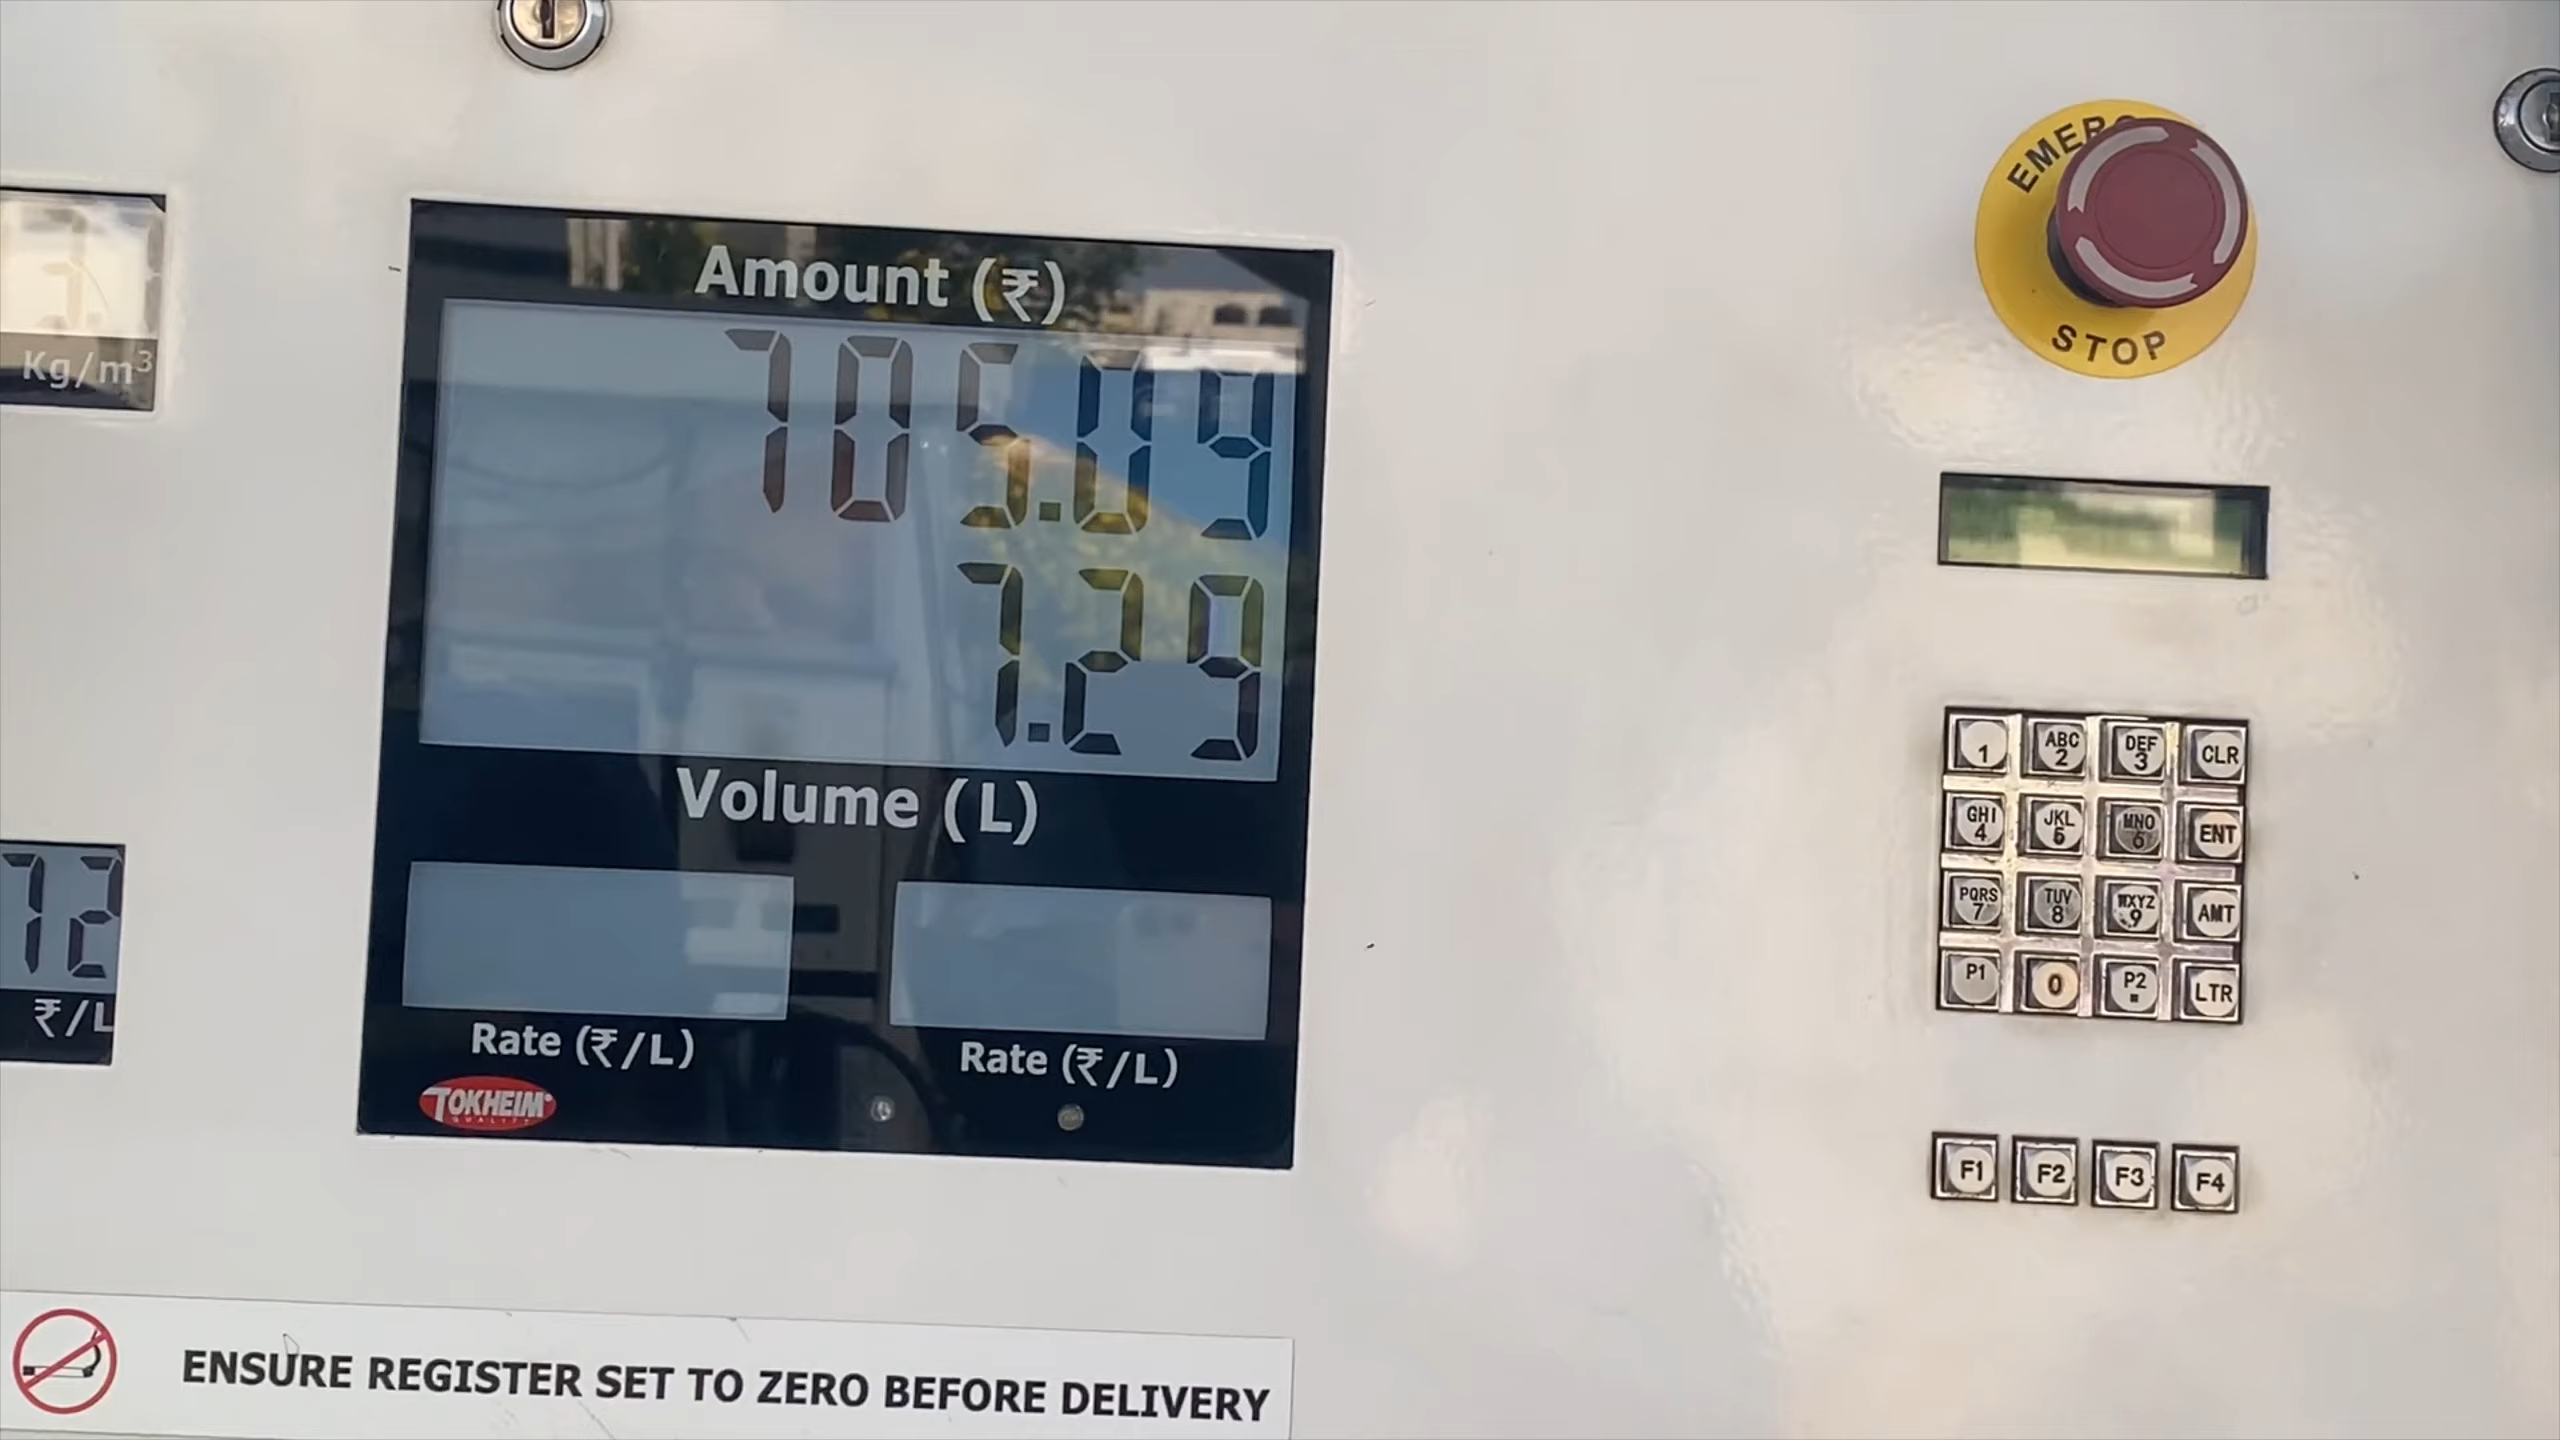 EMERG
STOP
Kg/m³
Amount (₹)
705.09
7.29
Volume (L)
72
₹/L
Rate (₹/L)
Rate (₹/L)
TOKHEIM
QUALITY
1 ABC 2 DEF 3 CLR
GHI 4 JKL 5 MNO 6 ENT
PQRS 7 TUV 8 WXYZ 9 AMT
P1 0 P2 . LTR
F1 F2 F3 F4
ENSURE REGISTER SET TO ZERO BEFORE DELIVERY